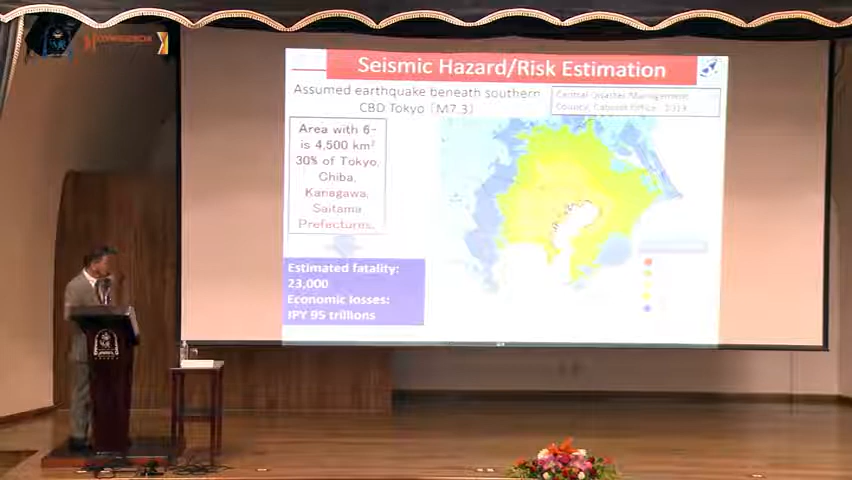 Seismic Hazard/Risk Estimation
Assumed earthquake beneath southern
CBD Tokyo (M7.3)
Central Disaster Management
Council, Cabinet Office, 2013
Area with 6-
is 4,500 km²
30% of Tokyo,
Chiba,
Kanagawa,
Saitama
Prefectures.
Estimated fatality:
23,000
Economic losses:
JPY 95 trillions